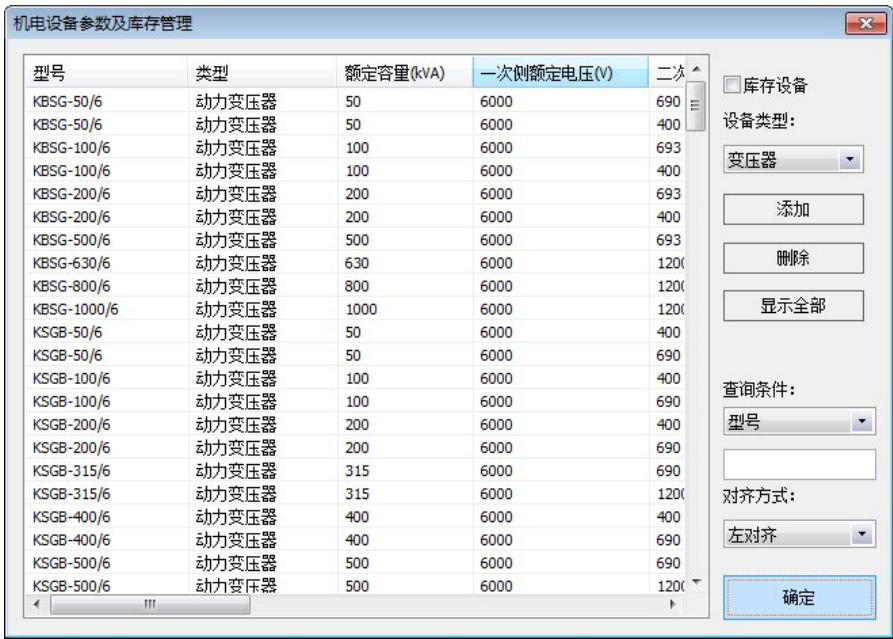 机电设备参数及库存管理
型号 类型 额定容量(kVA) 一次侧额定电压(V) 二次
KBSG-50/6 动力变压器 50 6000 690
KBSG-50/6 动力变压器 50 6000 400
KBSG-100/6 动力变压器 100 6000 693
KBSG-100/6 动力变压器 100 6000 400
KBSG-200/6 动力变压器 200 6000 693
KBSG-200/6 动力变压器 200 6000 400
KBSG-500/6 动力变压器 500 6000 693
KBSG-630/6 动力变压器 630 6000 1200
KBSG-800/6 动力变压器 800 6000 1200
KBSG-1000/6 动力变压器 1000 6000 1200
KSGB-50/6 动力变压器 50 6000 400
KSGB-50/6 动力变压器 50 6000 690
KSGB-100/6 动力变压器 100 6000 400
KSGB-100/6 动力变压器 100 6000 690
KSGB-200/6 动力变压器 200 6000 400
KSGB-200/6 动力变压器 200 6000 690
KSGB-315/6 动力变压器 315 6000 690
KSGB-315/6 动力变压器 315 6000 1200
KSGB-400/6 动力变压器 400 6000 400
KSGB-400/6 动力变压器 400 6000 690
KSGB-500/6 动力变压器 500 6000 690
KSGB-500/6 动力变压器 500 6000 1200
库存设备
设备类型：
变压器
添加
删除
显示全部
查询条件：
型号
对齐方式：
左对齐
确定